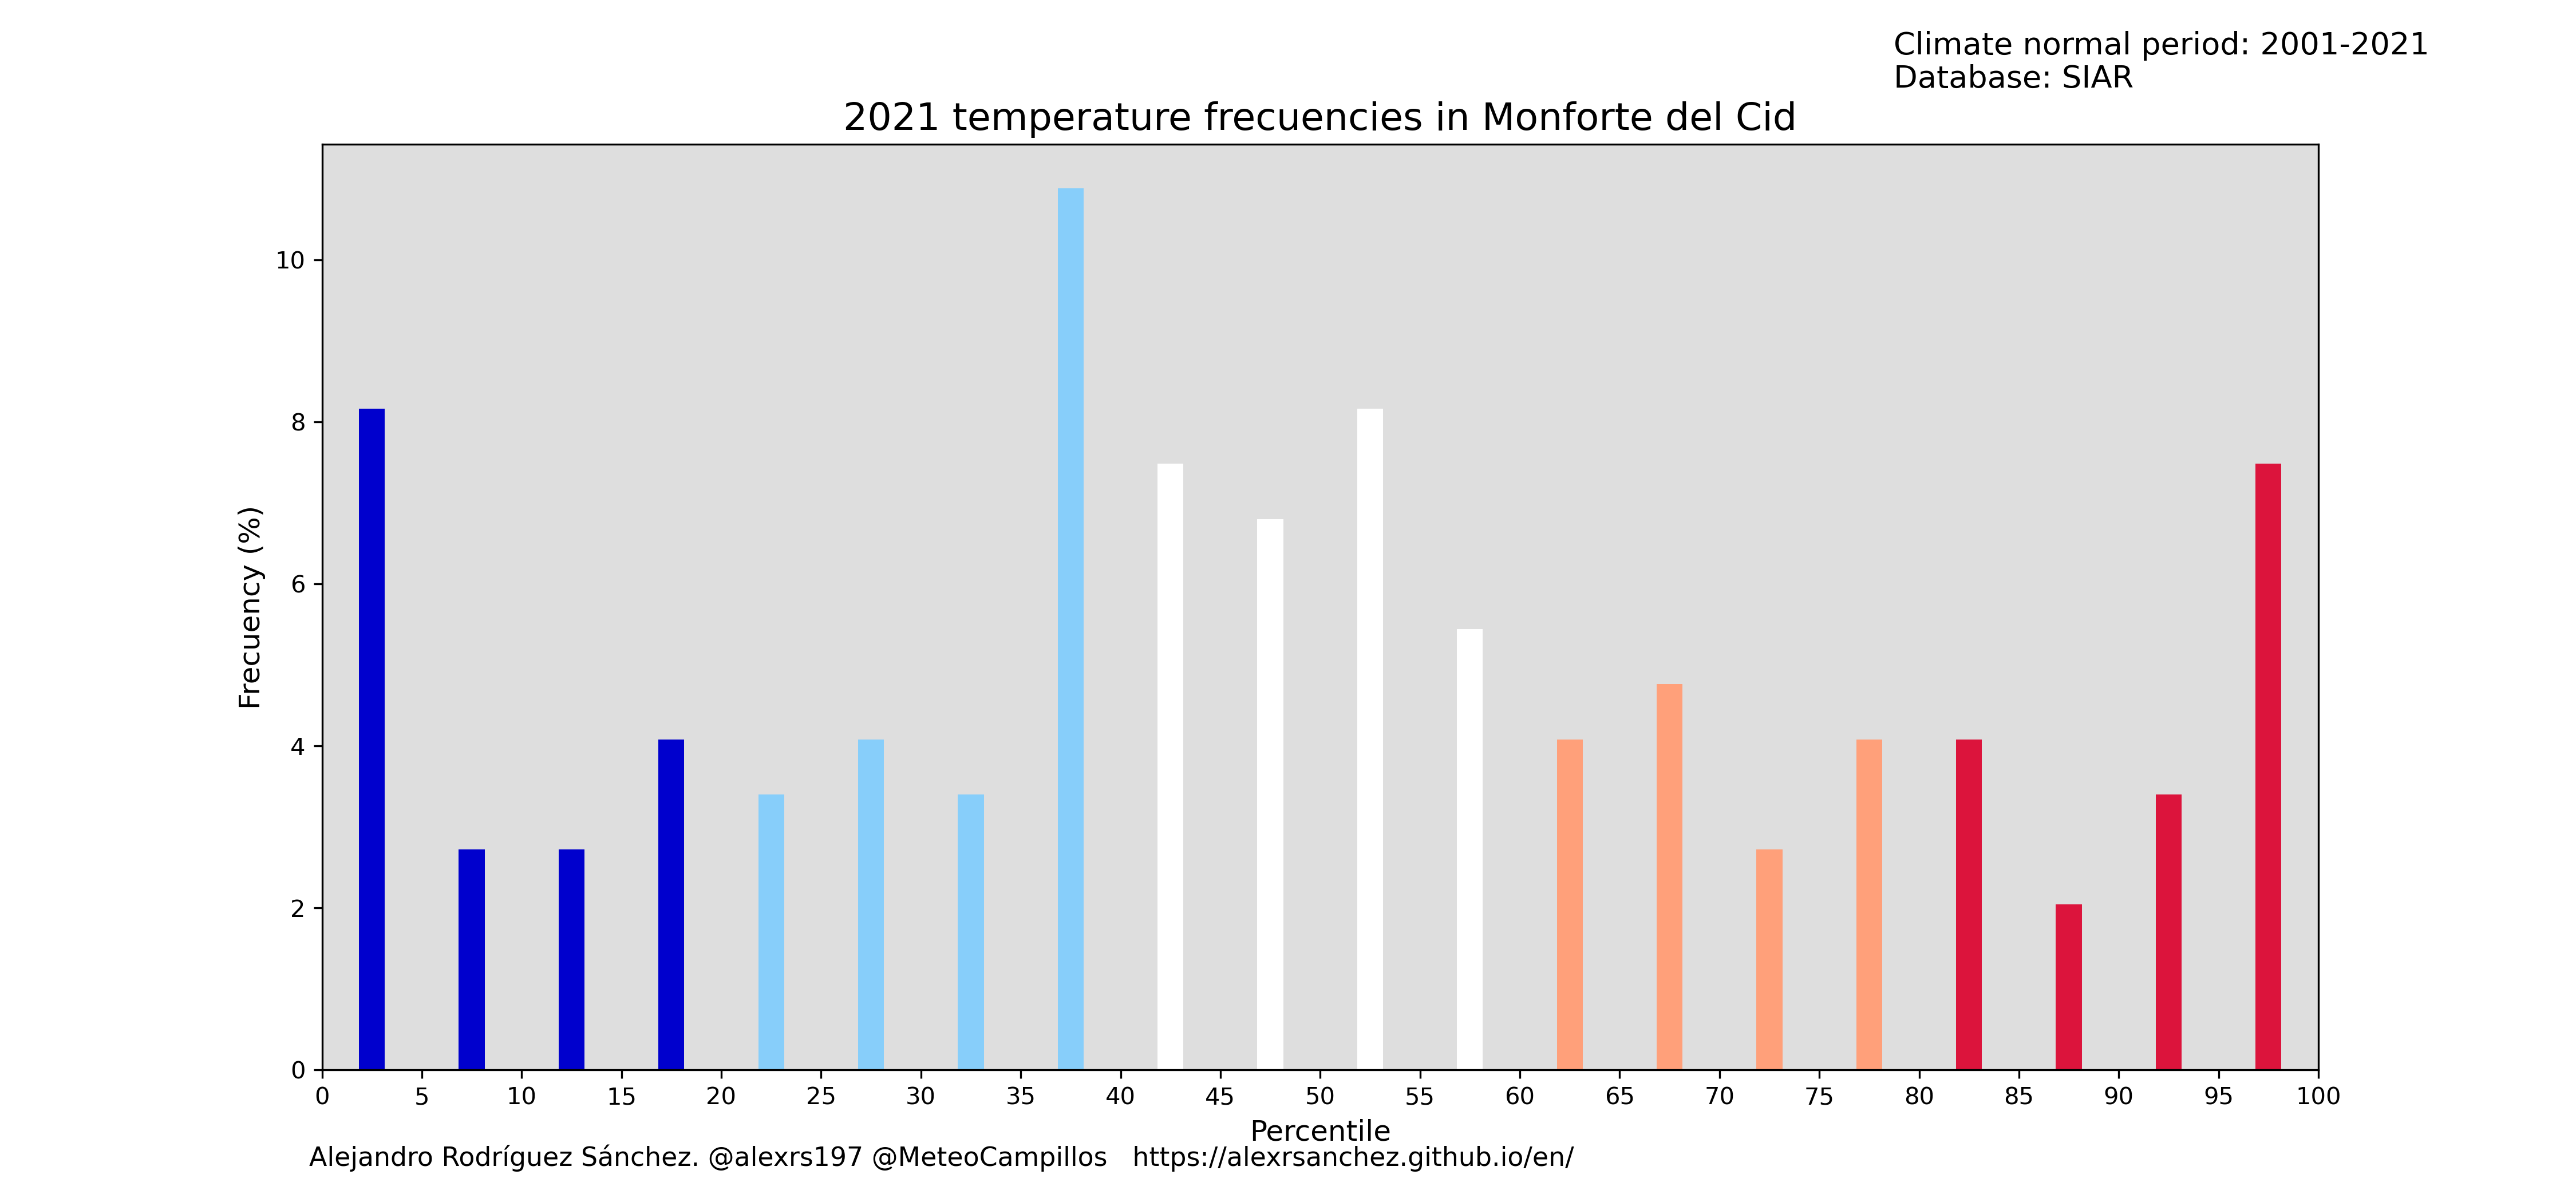 Climate normal period: 2001-2021
Database: SIAR
2021 temperature frecuencies in Monforte del Cid
Frecuency (%)
10
8
6
4
2
0
0 5 10 15 20 25 30 35 40 45 50 55 60 65 70 75 80 85 90 95 100
Percentile
Alejandro Rodríguez Sánchez. @alexrs197 @MeteoCampillos https://alexrsanchez.github.io/en/